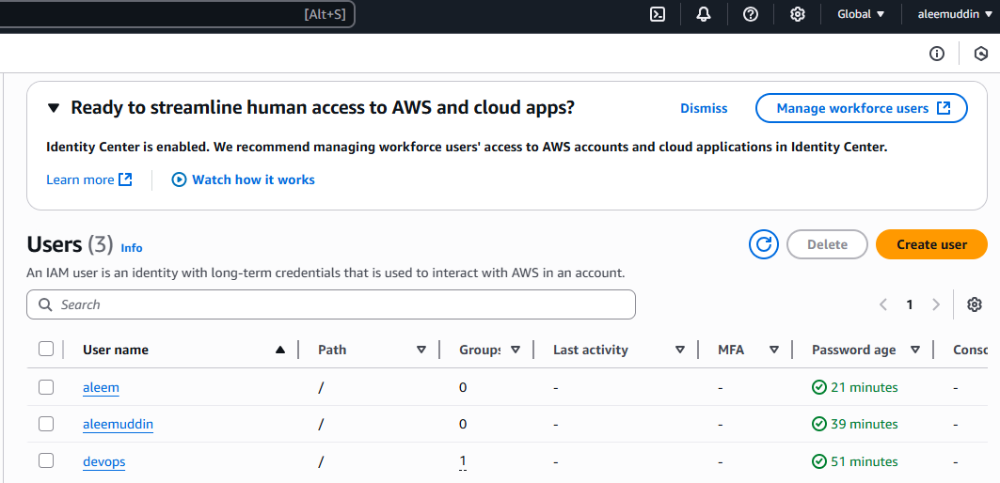 [Alt+S] Global aleemuddin
Ready to streamline human access to AWS and cloud apps? Dismiss Manage workforce users
Identity Center is enabled. We recommend managing workforce users' access to AWS accounts and cloud applications in Identity Center.
Learn more Watch how it works
Users (3) Info Delete Create user
An IAM user is an identity with long-term credentials that is used to interact with AWS in an account.
Search 1
User name Path Groups Last activity MFA Password age Consc
aleem / 0 - - 21 minutes -
aleemuddin / 0 - - 39 minutes -
devops / 1 - - 51 minutes -